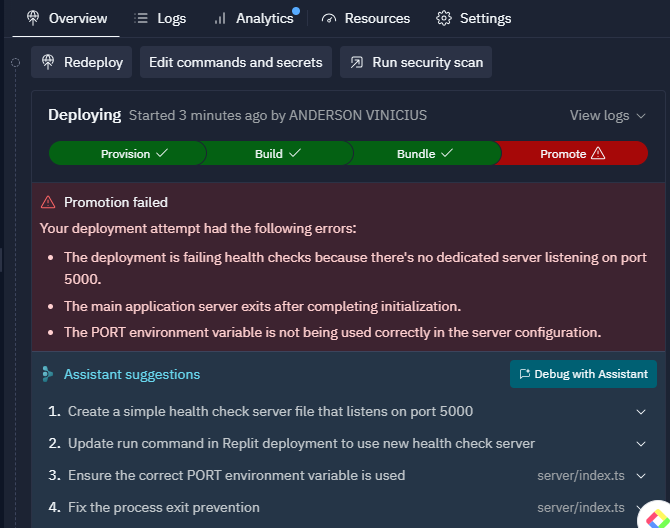 Overview Logs Analytics Resources Settings
Redeploy Edit commands and secrets Run security scan
Deploying Started 3 minutes ago by ANDERSON VINICIUS View logs
Provision Build Bundle Promote
Promotion failed
Your deployment attempt had the following errors:
• The deployment is failing health checks because there's no dedicated server listening on port
5000.
• The main application server exits after completing initialization.
• The PORT environment variable is not being used correctly in the server configuration.
Assistant suggestions Debug with Assistant
1. Create a simple health check server file that listens on port 5000
2. Update run command in Replit deployment to use new health check server
3. Ensure the correct PORT environment variable is used server/index.ts
4. Fix the process exit prevention server/index.ts